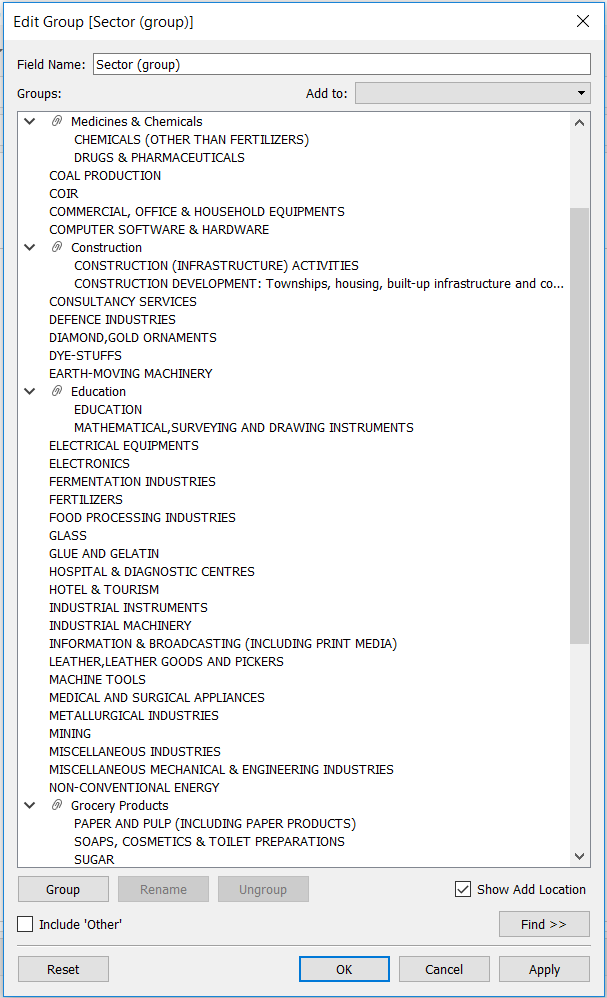 Edit Group [Sector (group)]
Field Name: Sector (group)
Groups: Add to:
Medicines & Chemicals
CHEMICALS (OTHER THAN FERTILIZERS)
DRUGS & PHARMACEUTICALS
COAL PRODUCTION
COIR
COMMERCIAL, OFFICE & HOUSEHOLD EQUIPMENTS
COMPUTER SOFTWARE & HARDWARE
Construction
CONSTRUCTION (INFRASTRUCTURE) ACTIVITIES
CONSTRUCTION DEVELOPMENT: Townships, housing, built-up infrastructure and co...
CONSULTANCY SERVICES
DEFENCE INDUSTRIES
DIAMOND,GOLD ORNAMENTS
DYE-STUFFS
EARTH-MOVING MACHINERY
Education
EDUCATION
MATHEMATICAL,SURVEYING AND DRAWING INSTRUMENTS
ELECTRICAL EQUIPMENTS
ELECTRONICS
FERMENTATION INDUSTRIES
FERTILIZERS
FOOD PROCESSING INDUSTRIES
GLASS
GLUE AND GELATIN
HOSPITAL & DIAGNOSTIC CENTRES
HOTEL & TOURISM
INDUSTRIAL INSTRUMENTS
INDUSTRIAL MACHINERY
INFORMATION & BROADCASTING (INCLUDING PRINT MEDIA)
LEATHER,LEATHER GOODS AND PICKERS
MACHINE TOOLS
MEDICAL AND SURGICAL APPLIANCES
METALLURGICAL INDUSTRIES
MINING
MISCELLANEOUS INDUSTRIES
MISCELLANEOUS MECHANICAL & ENGINEERING INDUSTRIES
NON-CONVENTIONAL ENERGY
Grocery Products
PAPER AND PULP (INCLUDING PAPER PRODUCTS)
SOAPS, COSMETICS & TOILET PREPARATIONS
SUGAR
Group Rename Ungroup Show Add Location
Include 'Other' Find >>
Reset OK Cancel Apply